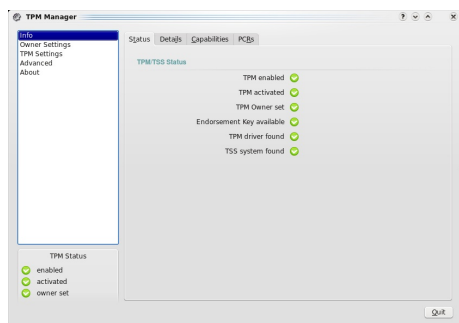 TPM Manager
Info
Owner Settings
TPM Settings
Advanced
About
Status Details Capabilities PCRs
TPM/TSS Status
TPM enabled
TPM activated
TPM Owner set
Endorsement Key available
TPM driver found
TSS system found
TPM Status
enabled
activated
owner set
Quit